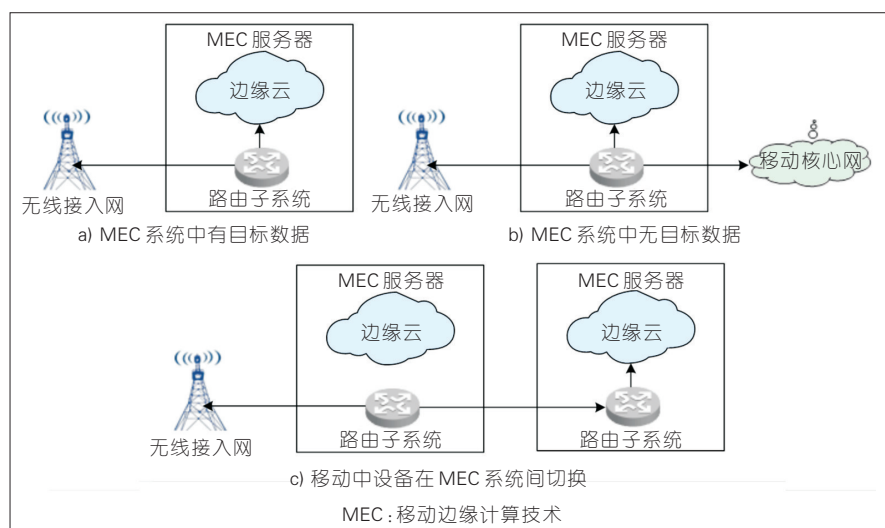 MEC 服务器
边缘云
无线接入网
路由子系统
a) MEC 系统中有目标数据
MEC 服务器
边缘云
移动核心网
无线接入网
路由子系统
b) MEC 系统中无目标数据
MEC 服务器
边缘云
无线接入网
路由子系统
MEC 服务器
边缘云
路由子系统
c) 移动中设备在 MEC 系统间切换
MEC:移动边缘计算技术